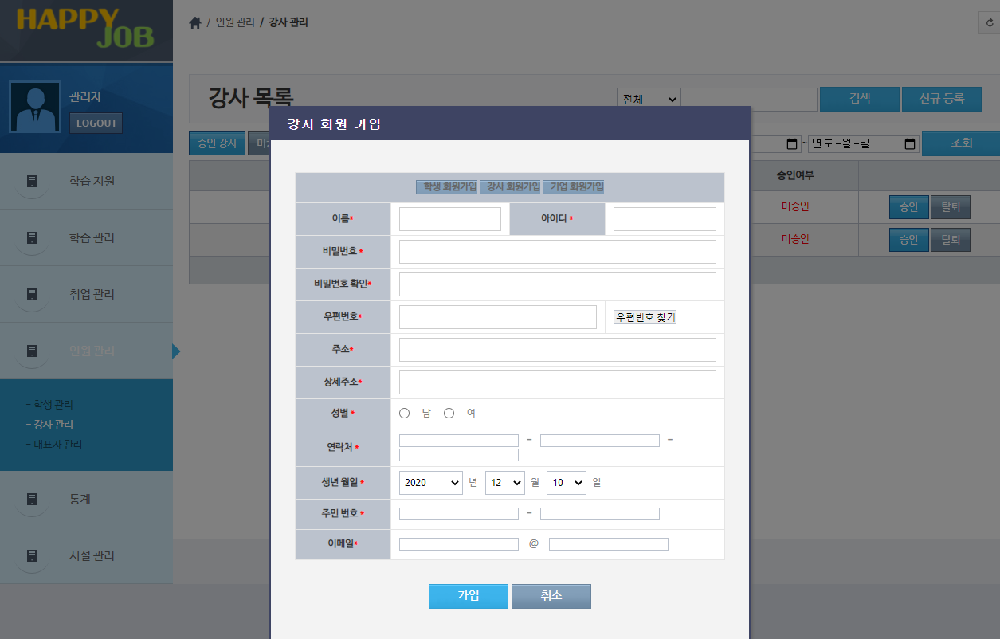 HAPPY
JOB
/ 인원 관리 / 강사 관리
관리자
LOGOUT
강사 목록
전체
검색
신규 등록
승인 강사
~ 연도-월-일
조회
승인여부
미승인
승인
탈퇴
미승인
승인
탈퇴
학습 지원
학습 관리
취업 관리
인원 관리
- 학생 관리
- 강사 관리
- 대표자 관리
통계
시설 관리
강사 회원 가입
학생 회원가입 강사 회원가입 기업 회원가입
이름*
아이디 *
비밀번호 *
비밀번호 확인*
우편번호*
우편번호 찾기
주소*
상세주소*
성별 *
남 여
연락처 *
- -
생년 월일 *
2020 년 12 월 10 일
주민 번호 *
-
이메일*
@
가입
취소